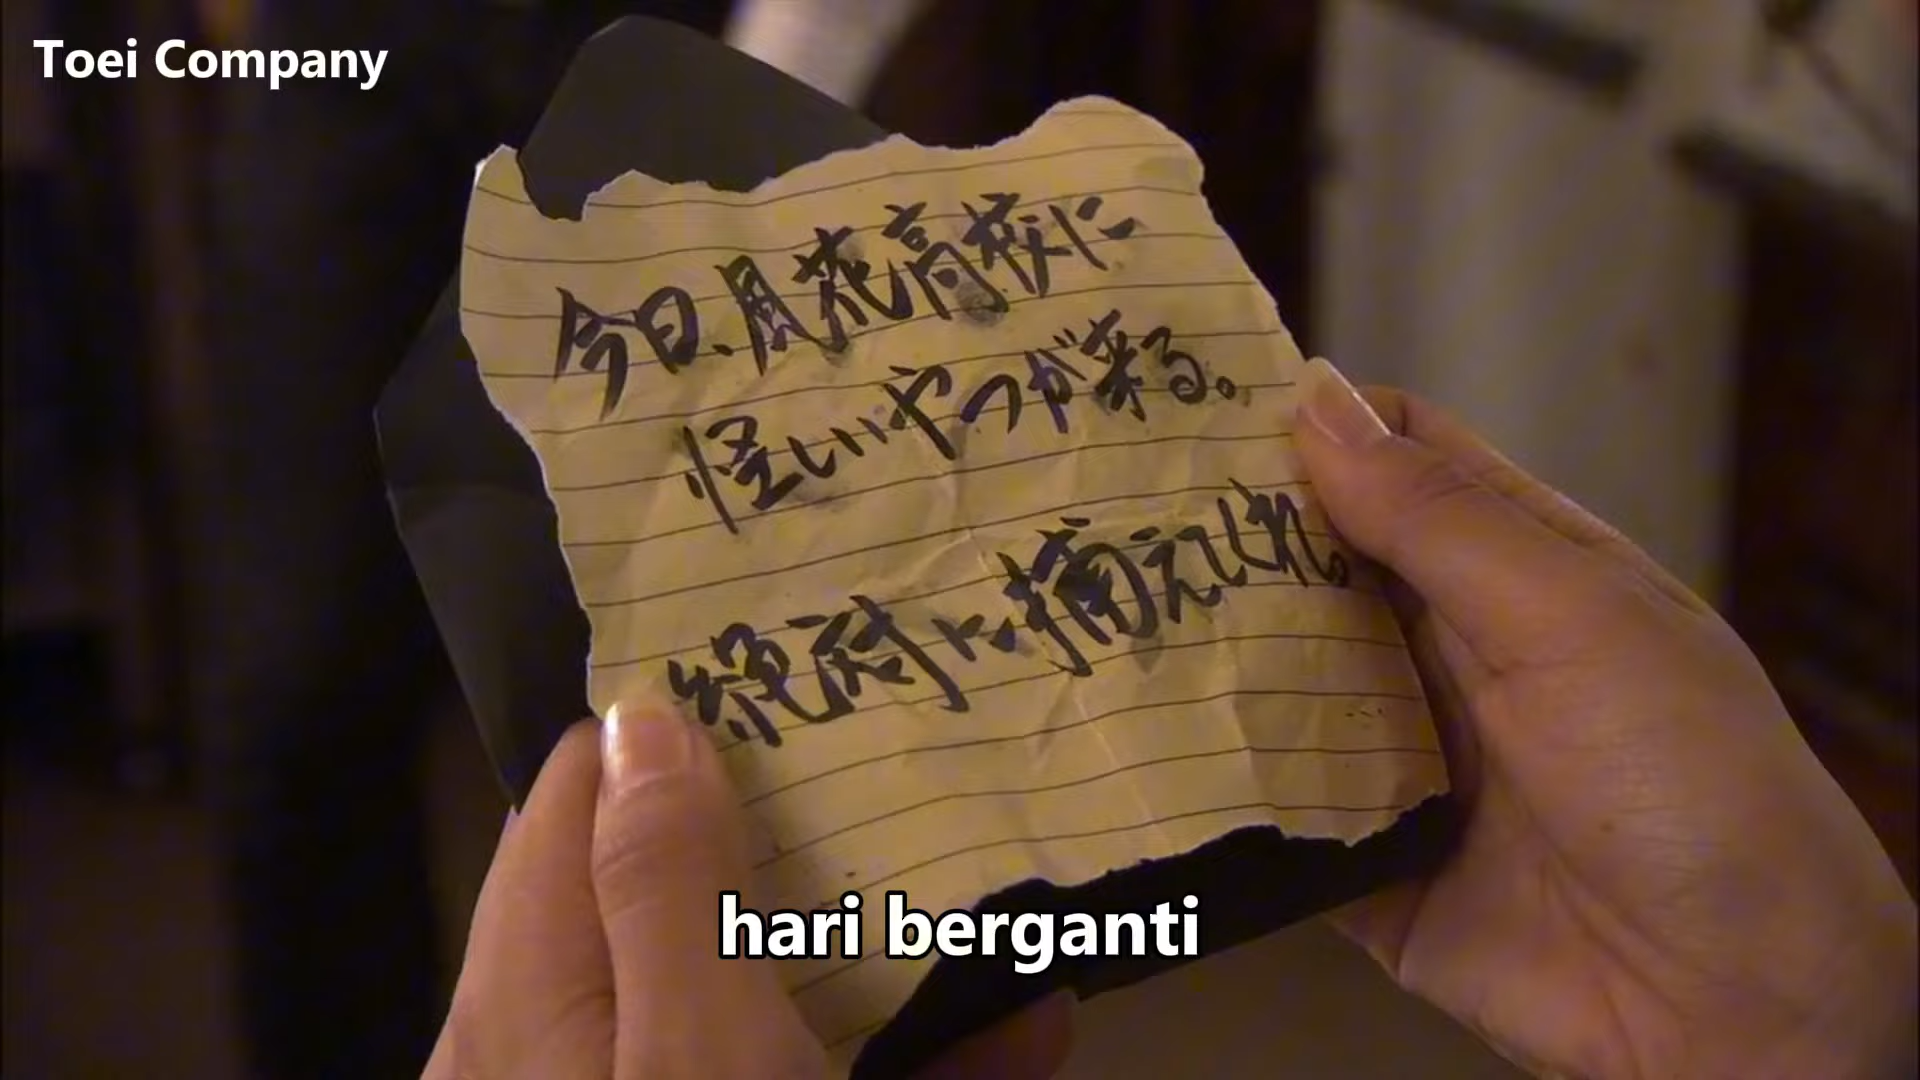 Toei Company
今日、風花高校に
怪しいやつが来る。
絶対に捕えてくれ。
hari berganti